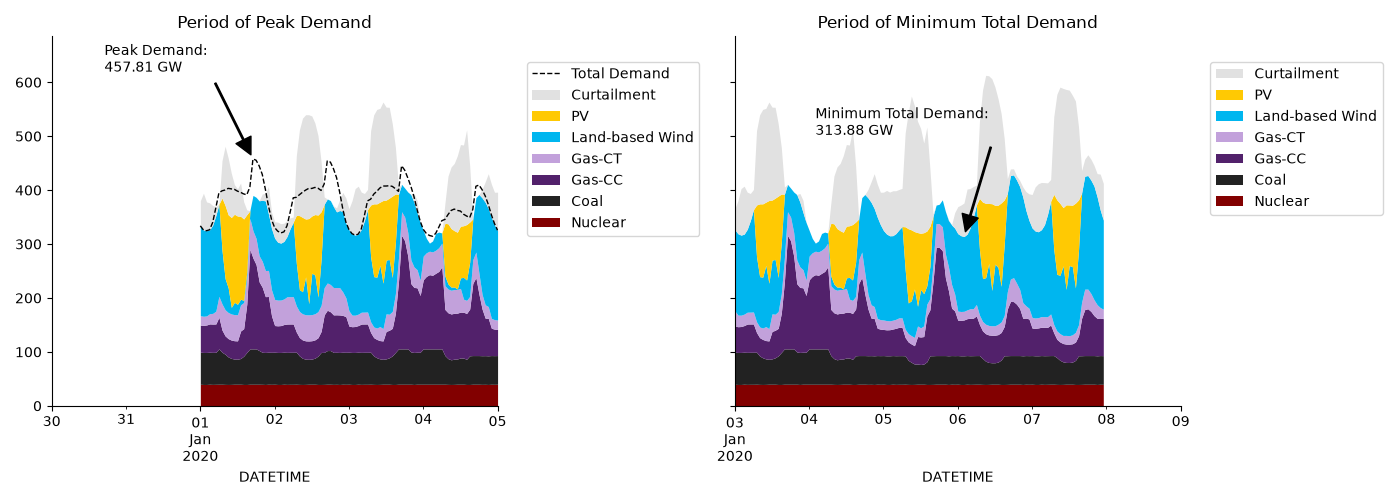 Period of Peak Demand
Peak Demand:
457.81 GW
600
500
400
300
200
100
0
30
31
01
02
03
04
05
Jan
2020
DATETIME
Total Demand
Curtailment
PV
Land-based Wind
Gas-CT
Gas-CC
Coal
Nuclear
Period of Minimum Total Demand
Minimum Total Demand:
313.88 GW
03
04
05
06
07
08
09
Jan
2020
DATETIME
Curtailment
PV
Land-based Wind
Gas-CT
Gas-CC
Coal
Nuclear